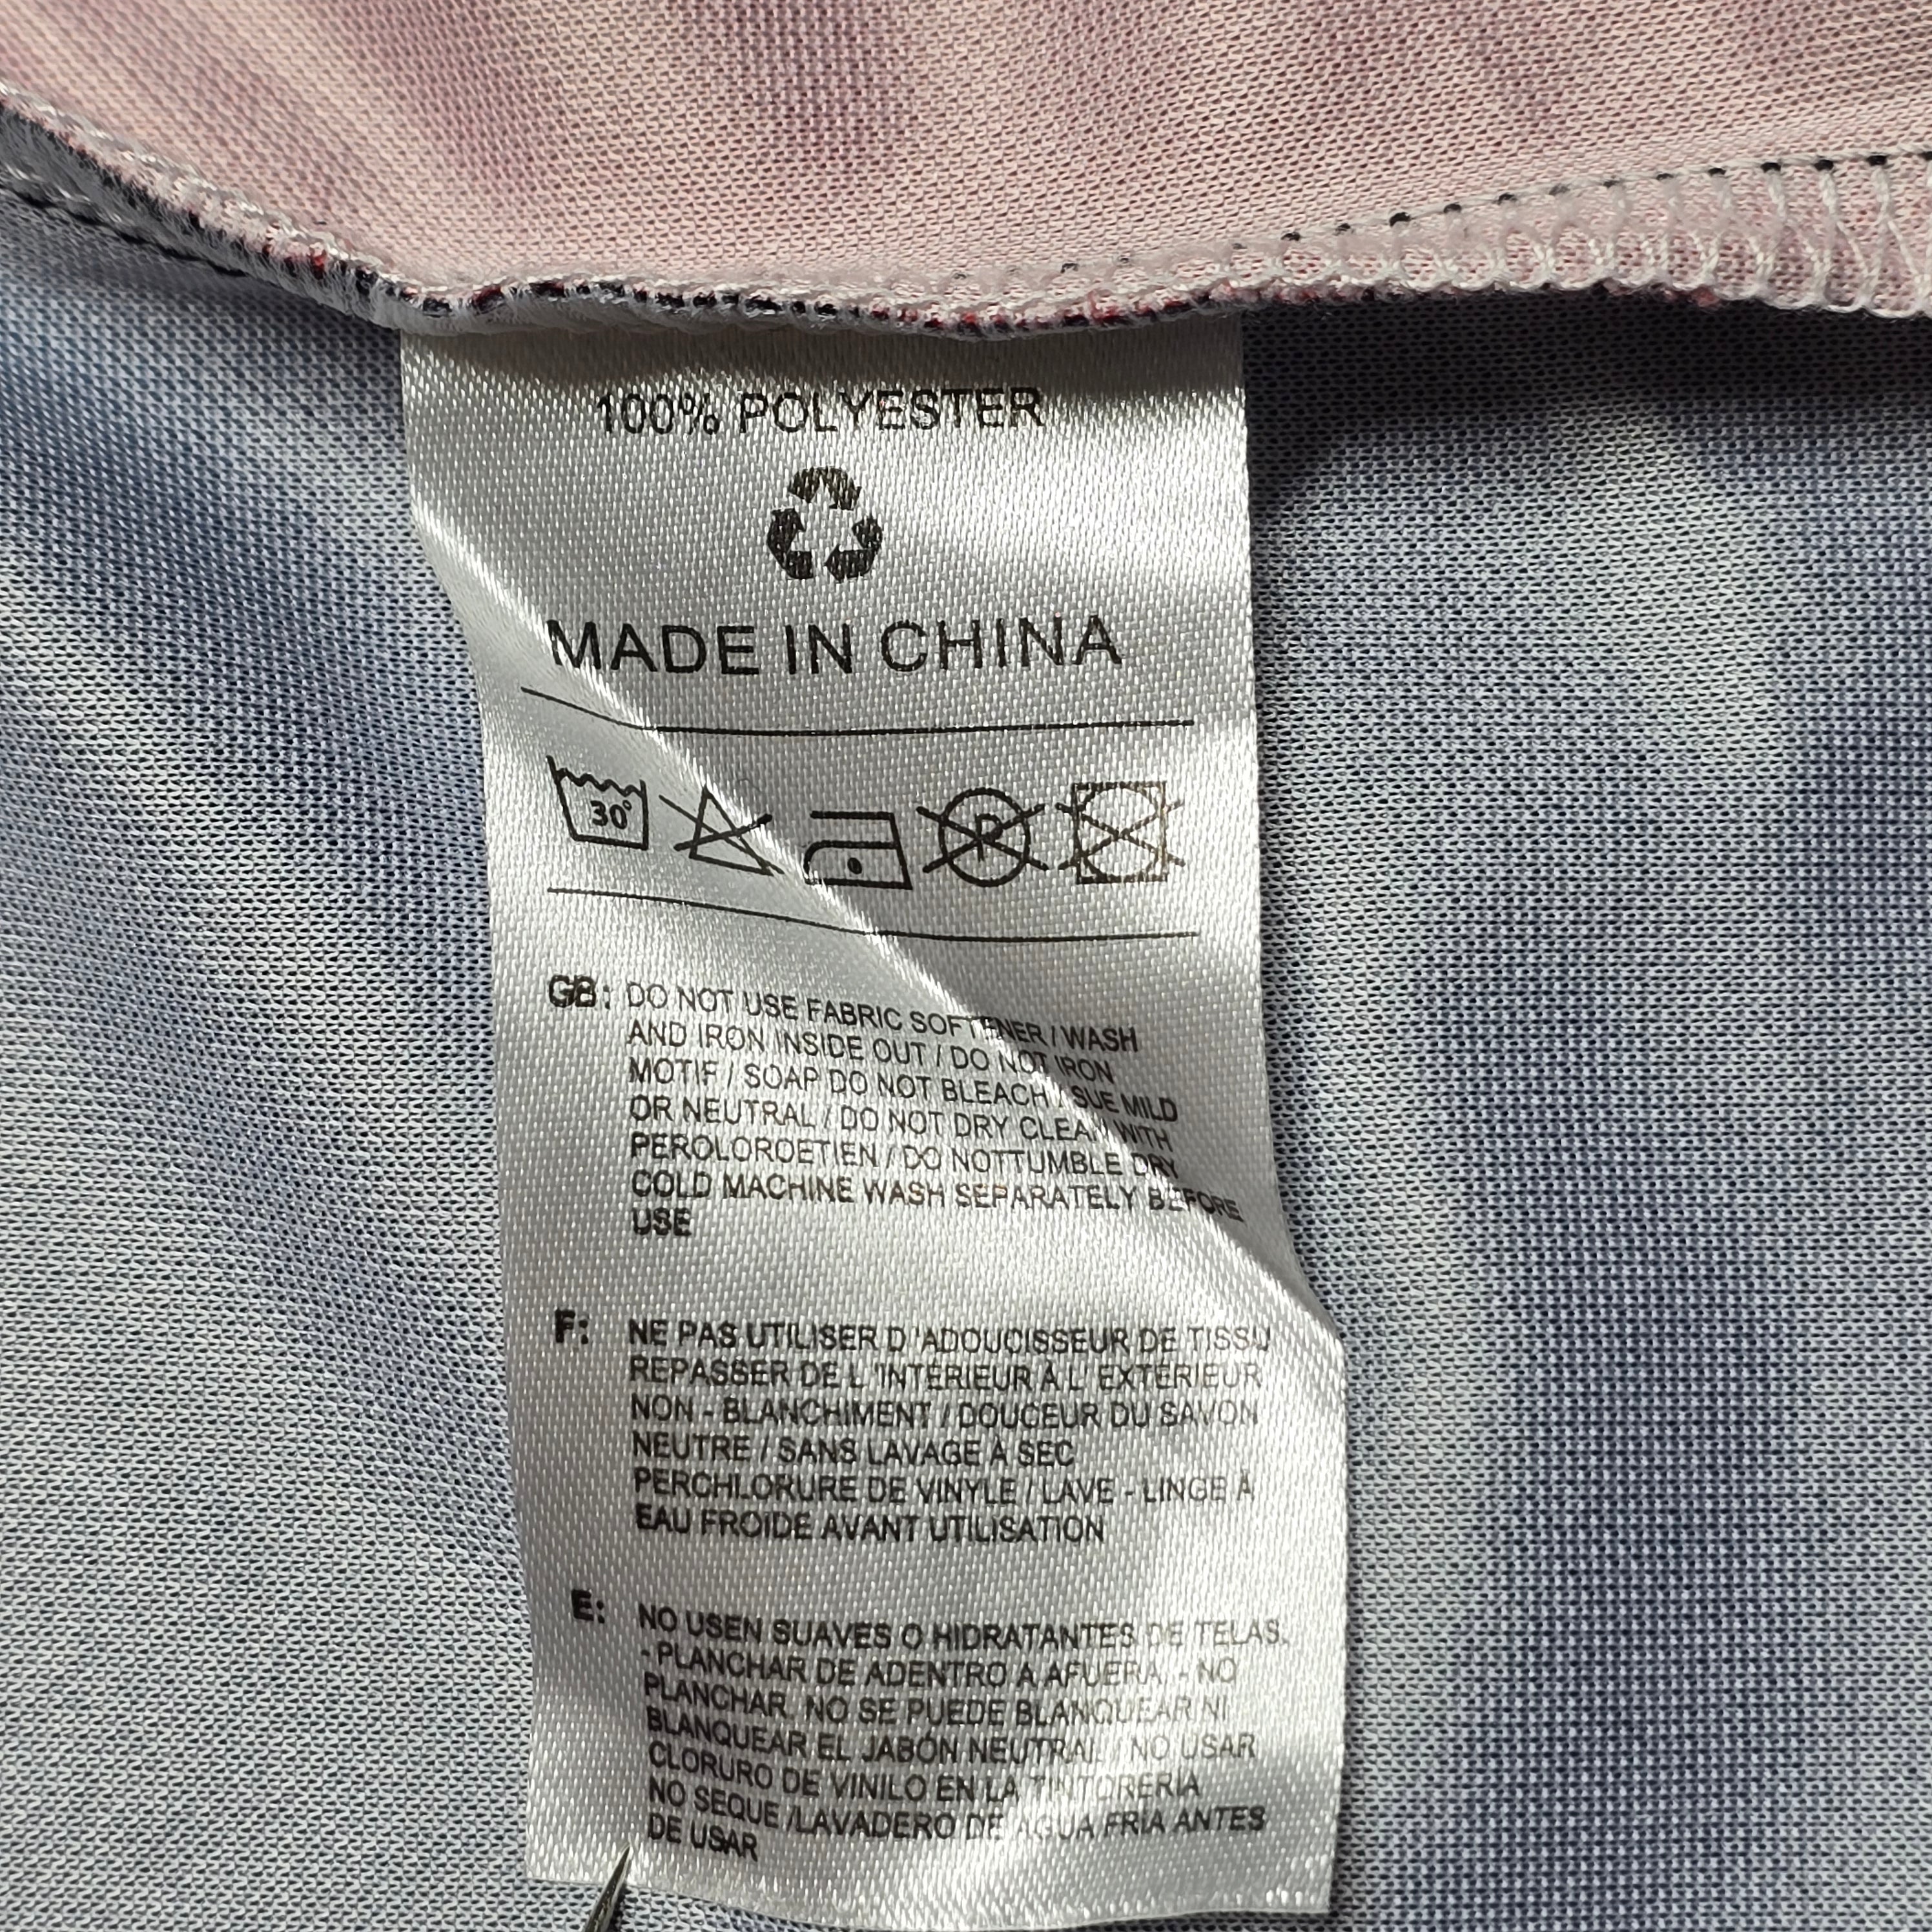 100% POLYESTER
MADE IN CHINA
30°
P
GB: DO NOT USE FABRIC SOFTENER / WASH
AND IRON INSIDE OUT / DO NOT IRON
MOTIF / SOAP DO NOT BLEACH / SUE MILD
OR NEUTRAL / DO NOT DRY CLEAN WITH
PEROLOROETIEN / DO NOTTUMBLE DRY
COLD MACHINE WASH SEPARATELY BEFORE
USE
F: NE PAS UTILISER D 'ADOUCISSEUR DE TISSU
REPASSER DE L 'INTÉRIEUR À L' EXTÉRIEUR
NON - BLANCHIMENT / DOUCEUR DU SAVON
NEUTRE / SANS LAVAGE À SEC
PERCHLORURE DE VINYLE / LAVE - LINGE À
EAU FROIDE AVANT UTILISATION
E: NO USEN SUAVES O HIDRATANTES DE TELAS.
- PLANCHAR DE ADENTRO A AFUERA. - NO
PLANCHAR. NO SE PUEDE BLANQUEAR NI
BLANQUEAR EL JABÓN NEUTRAL / NO USAR
CLORURO DE VINILO EN LA TINTORERIA
NO SEQUE /LAVADERO DE AGUA FRIA ANTES
DE USAR